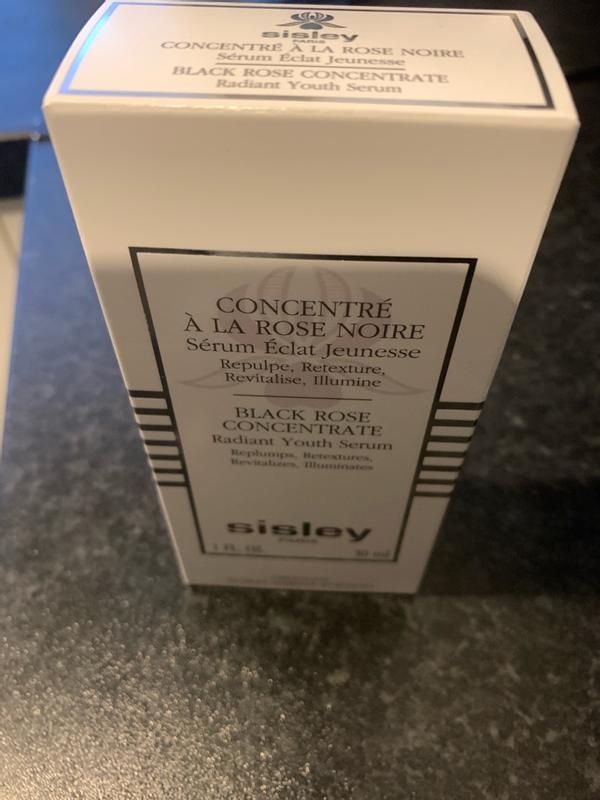 sisley
PARIS
CONCENTRÉ À LA ROSE NOIRE
Sérum Éclat Jeunesse
BLACK ROSE CONCENTRATE
Radiant Youth Serum
CONCENTRÉ
À LA ROSE NOIRE
Sérum Éclat Jeunesse
Repulpe, Retexture,
Revitalise, Illumine
BLACK ROSE
CONCENTRATE
Radiant Youth Serum
Replumps, Retextures,
Revitalizes, Illuminates
sisley
PARIS
1 FL. OZ. 30 ml